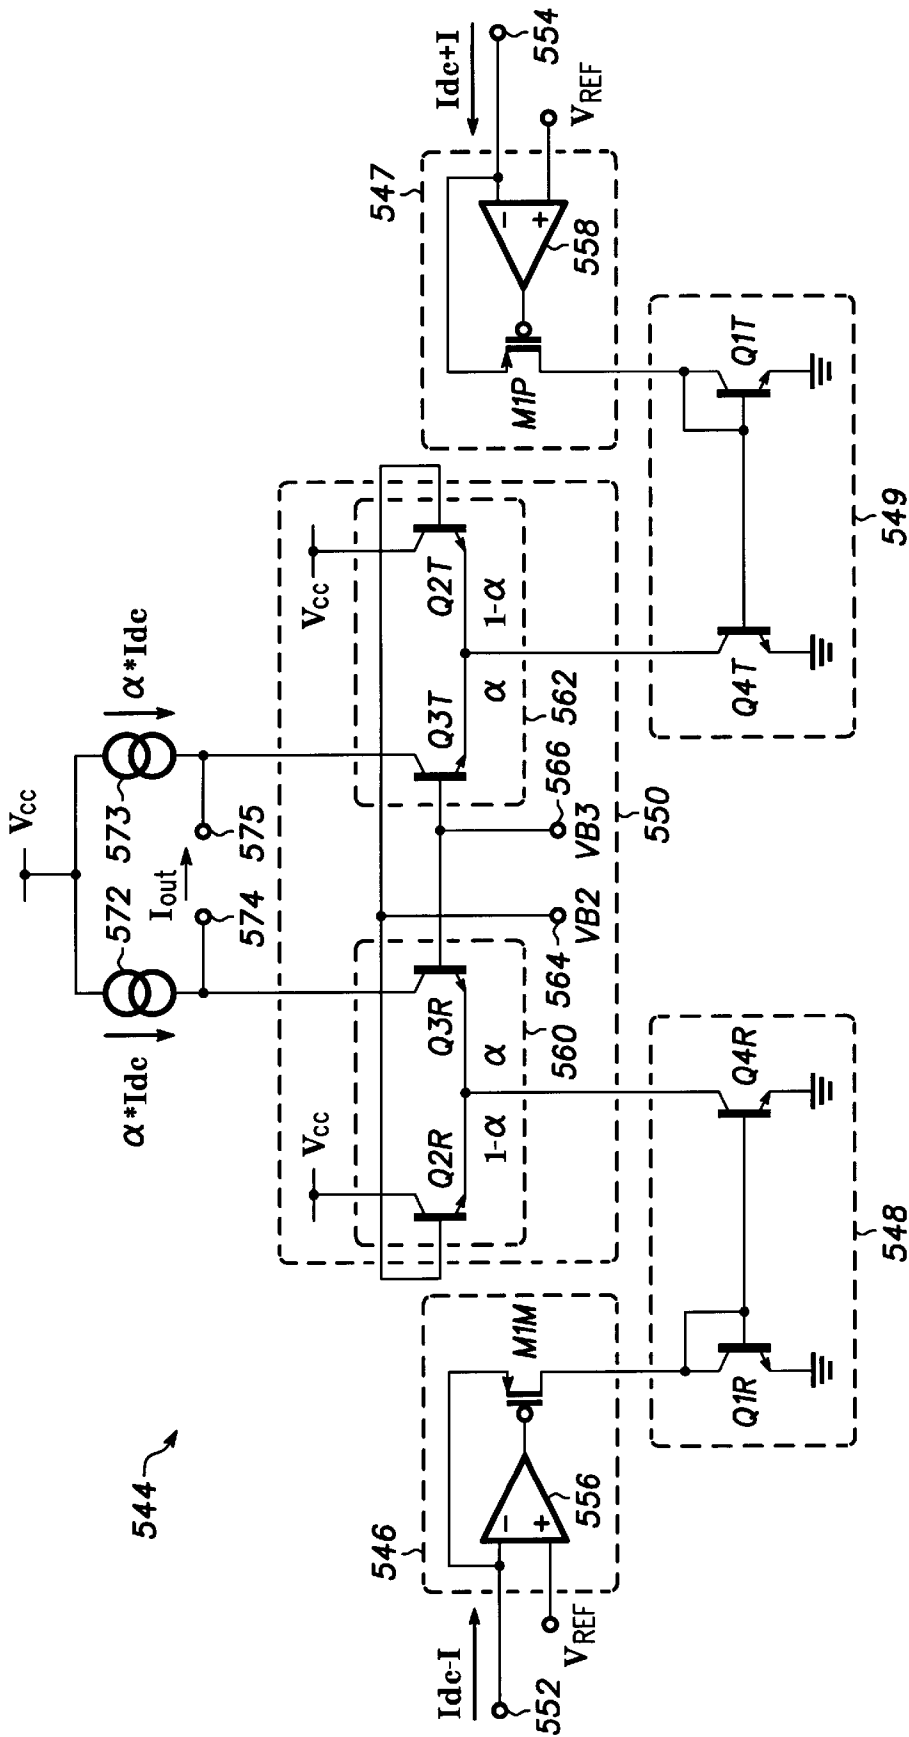 544
Vcc
α*Idc
572
573
α*Idc
Iout
574
575
Vcc
Vcc
Q2R
Q3R
Q3T
Q2T
1-α
α
α
1-α
560
562
564
VB2
566
VB3
550
Idc-I
552
VREF
546
-
+
556
M1M
Idc+I
554
VREF
547
-
+
558
M1P
Q1R
Q4R
548
Q4T
Q1T
549